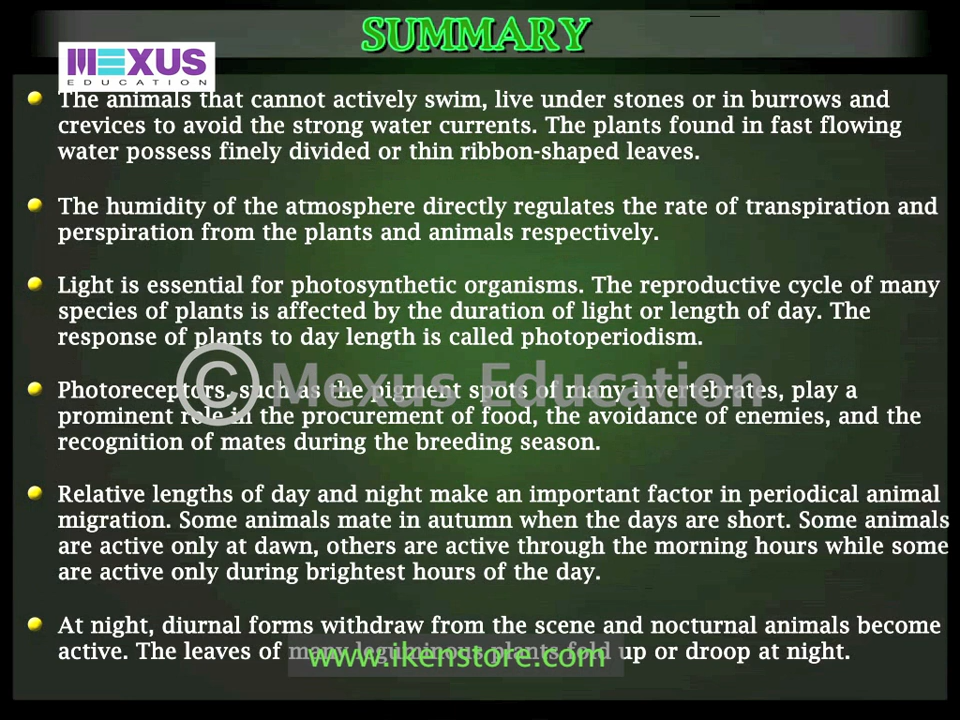 SUMMARY
MEXUS
EDUCATION
The animals that cannot actively swim, live under stones or in burrows and
crevices to avoid the strong water currents. The plants found in fast flowing
water possess finely divided or thin ribbon-shaped leaves.
The humidity of the atmosphere directly regulates the rate of transpiration and
perspiration from the plants and animals respectively.
Light is essential for photosynthetic organisms. The reproductive cycle of many
species of plants is affected by the duration of light or length of day. The
response of plants to day length is called photoperiodism.
© Mexus Education
Photoreceptors, such as the pigment spots of many invertebrates, play a
prominent role in the procurement of food, the avoidance of enemies, and the
recognition of mates during the breeding season.
Relative lengths of day and night make an important factor in periodical animal
migration. Some animals mate in autumn when the days are short. Some animals
are active only at dawn, others are active through the morning hours while some
are active only during brightest hours of the day.
At night, diurnal forms withdraw from the scene and nocturnal animals become
active. The leaves of many leguminous plants fold up or droop at night.
www.ikenstore.com